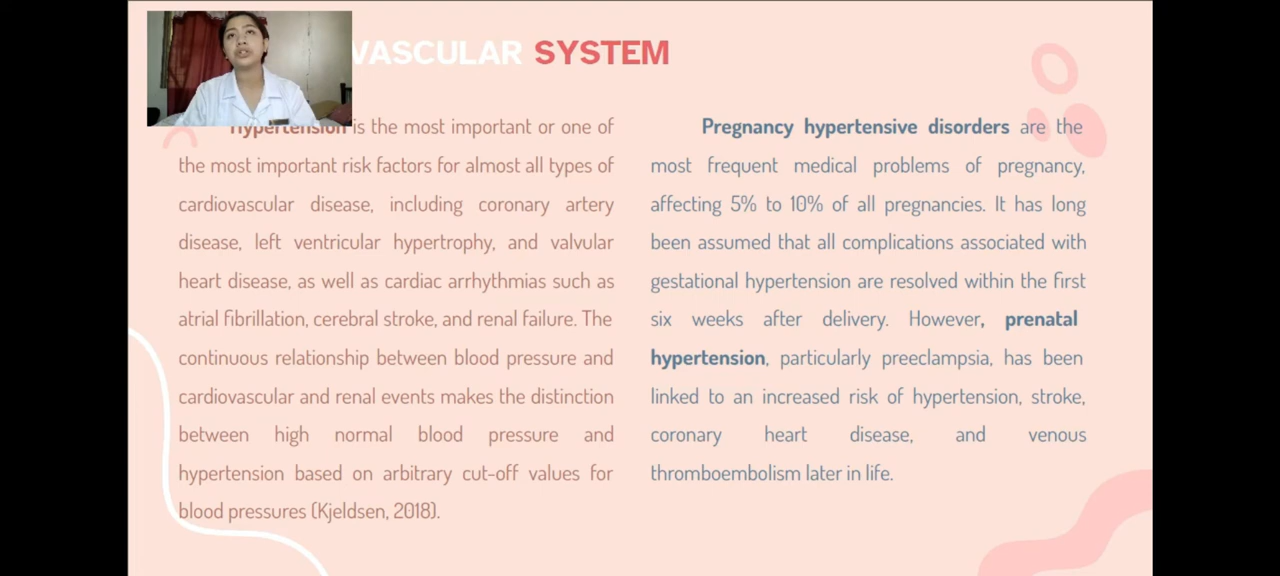 VASCULAR SYSTEM
Hypertension is the most important or one of
the most important risk factors for almost all types of
cardiovascular disease, including coronary artery
disease, left ventricular hypertrophy, and valvular
heart disease, as well as cardiac arrhythmias such as
atrial fibrillation, cerebral stroke, and renal failure. The
continuous relationship between blood pressure and
cardiovascular and renal events makes the distinction
between high normal blood pressure and
hypertension based on arbitrary cut-off values for
blood pressures (Kjeldsen, 2018).
Pregnancy hypertensive disorders are the
most frequent medical problems of pregnancy,
affecting 5% to 10% of all pregnancies. It has long
been assumed that all complications associated with
gestational hypertension are resolved within the first
six weeks after delivery. However, prenatal
hypertension, particularly preeclampsia, has been
linked to an increased risk of hypertension, stroke,
coronary heart disease, and venous
thromboembolism later in life.